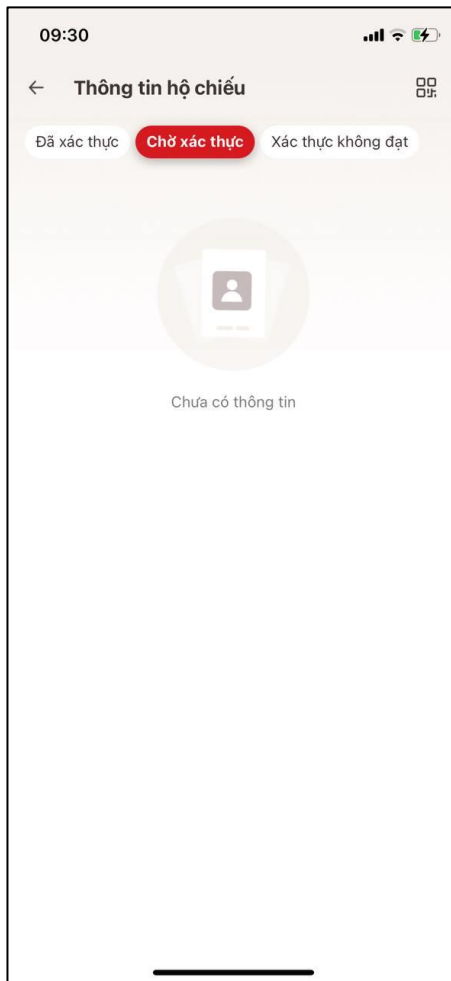 09:30
Thông tin hộ chiếu
Đã xác thực Chờ xác thực Xác thực không đạt
Chưa có thông tin